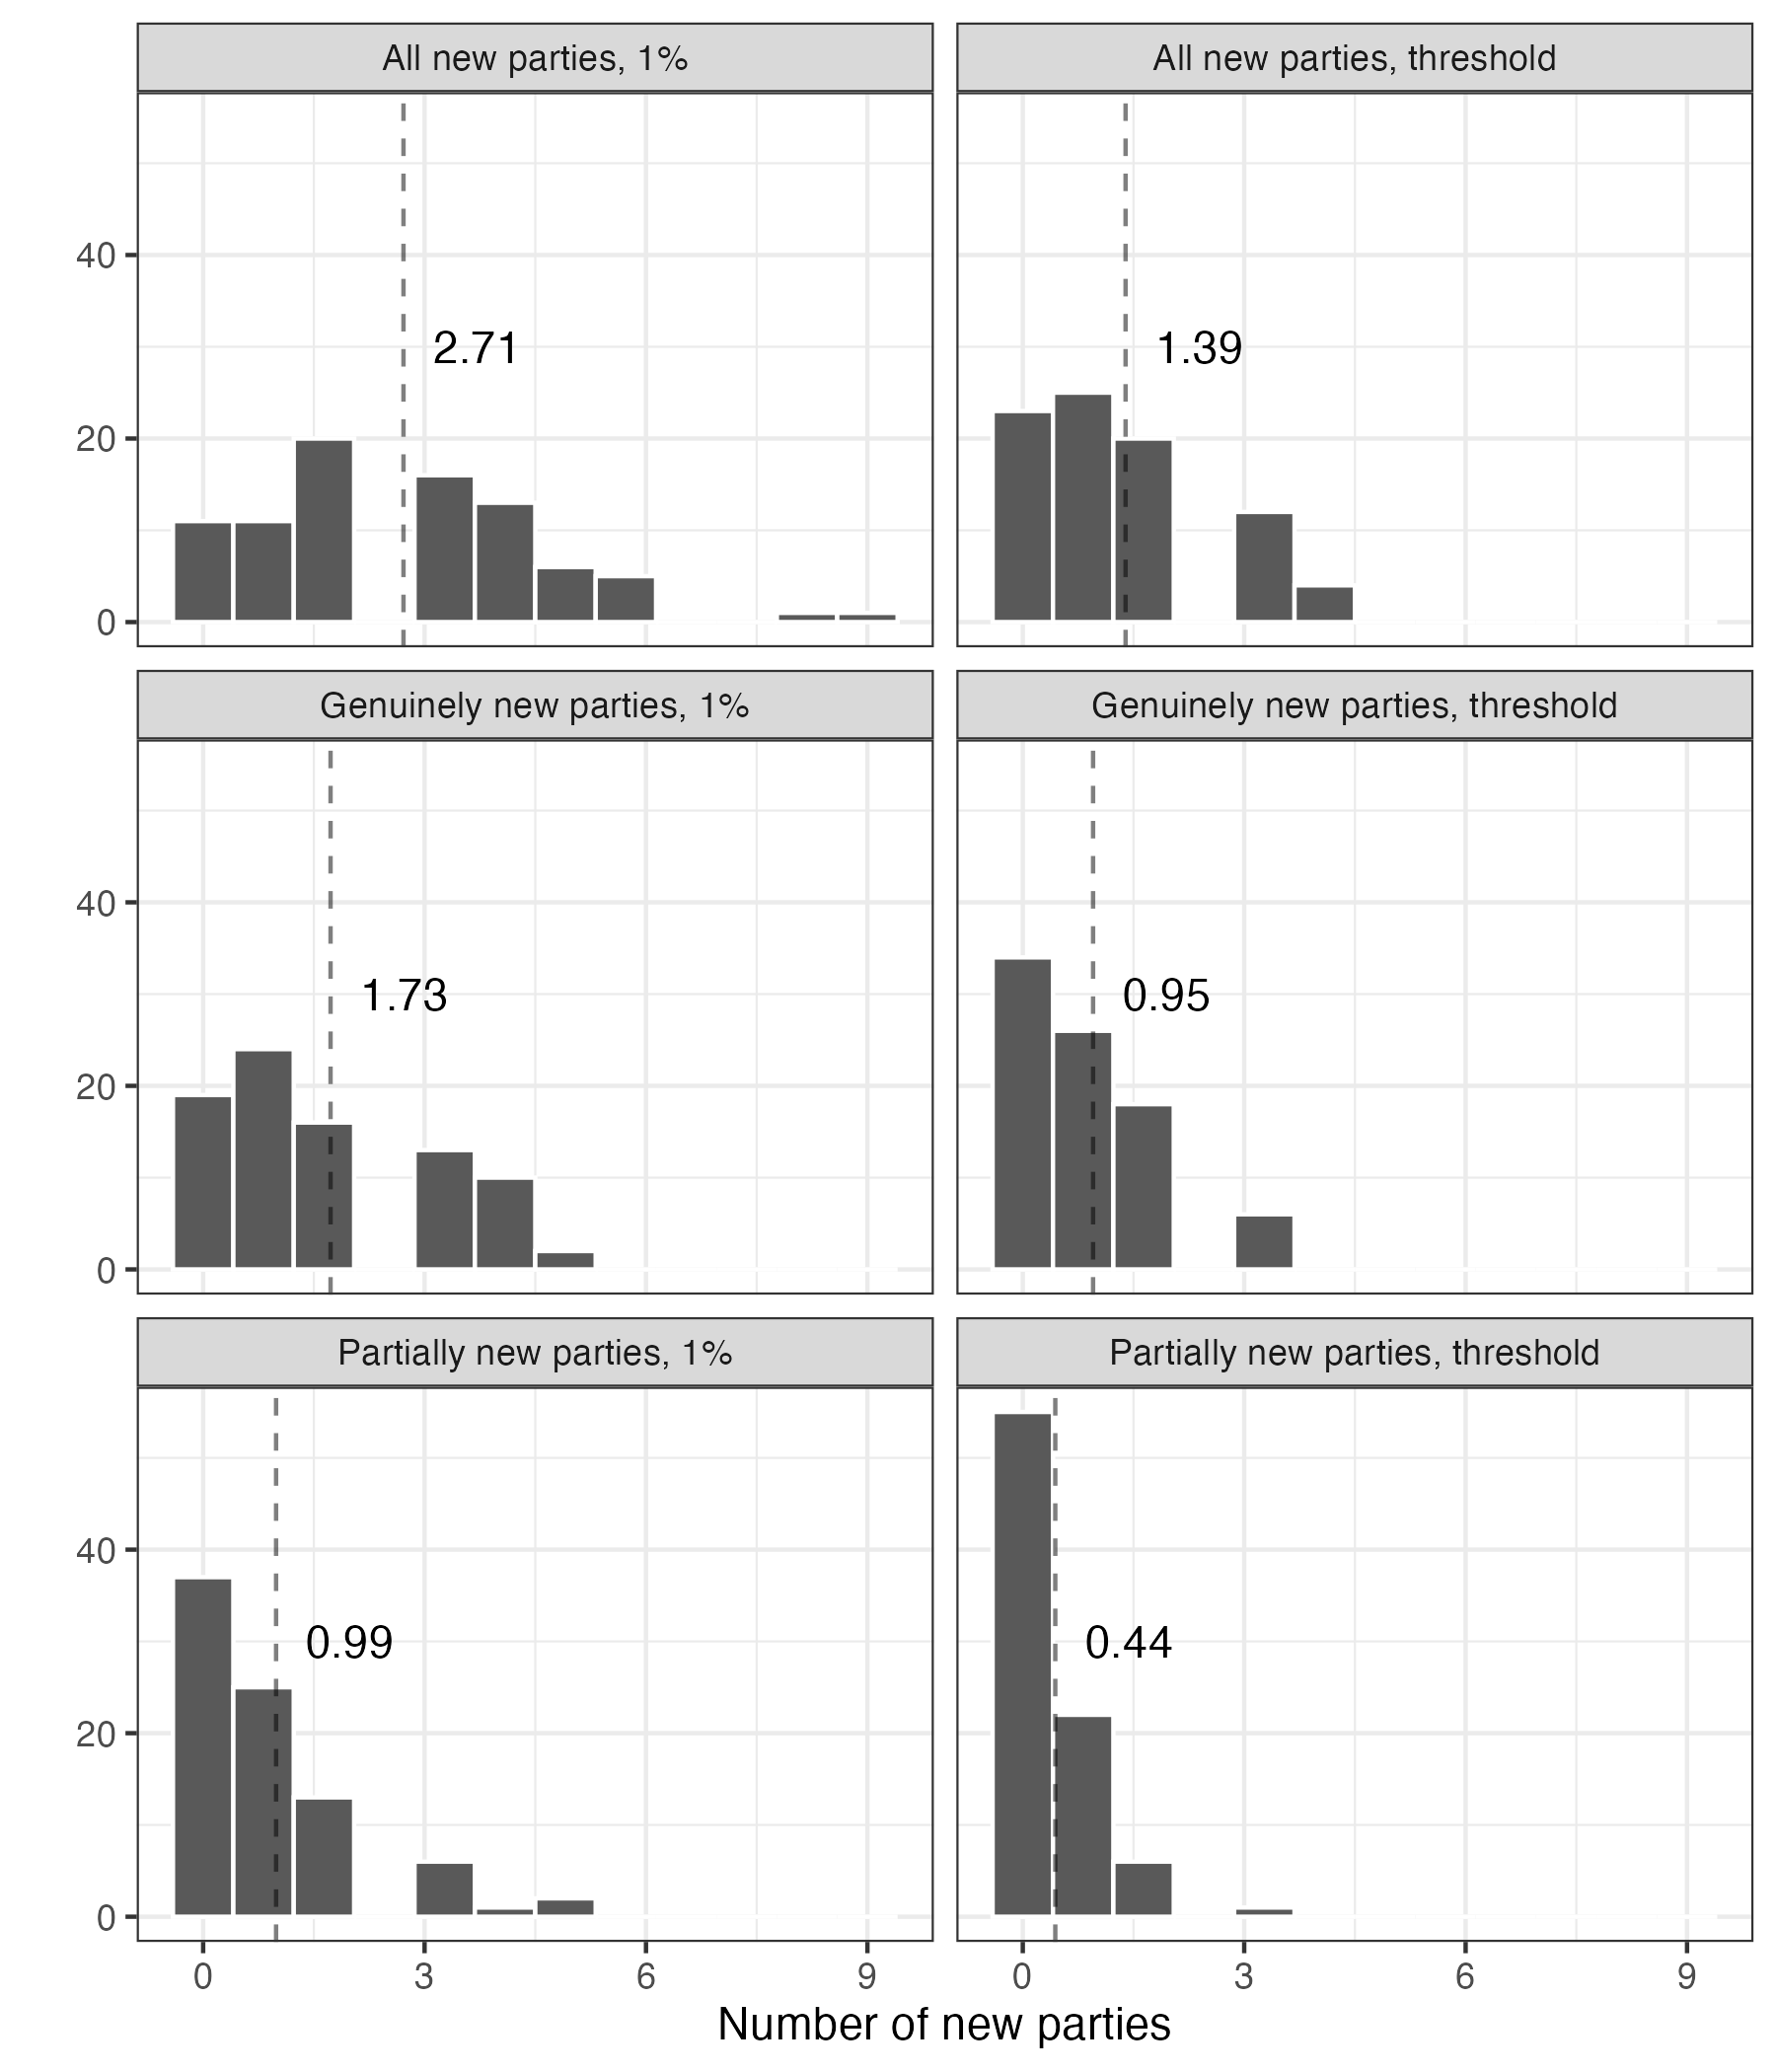 All new parties, 1%
All new parties, threshold
40
2.71
1.39
20
0
Genuinely new parties, 1%
Genuinely new parties, threshold
40
1.73
0.95
20
0
Partially new parties, 1%
Partially new parties, threshold
40
0.99
0.44
20
0
0 3 6 9
0 3 6 9
Number of new parties